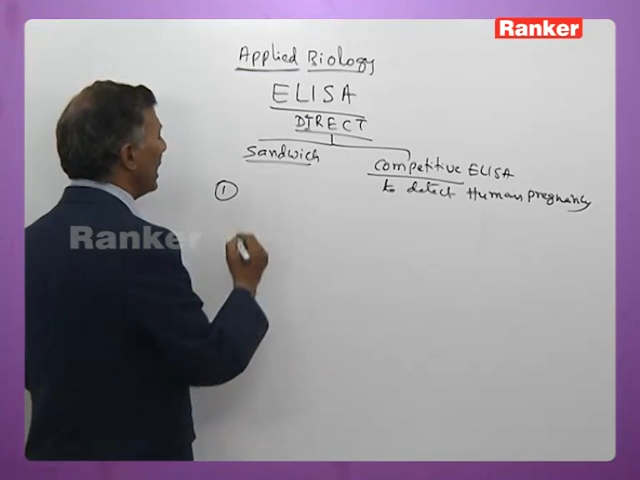 Ranker
Applied Biology
ELISA
DIRECT
Sandwich
Competitive ELISA
to detect Human pregnancy
1
Ranker